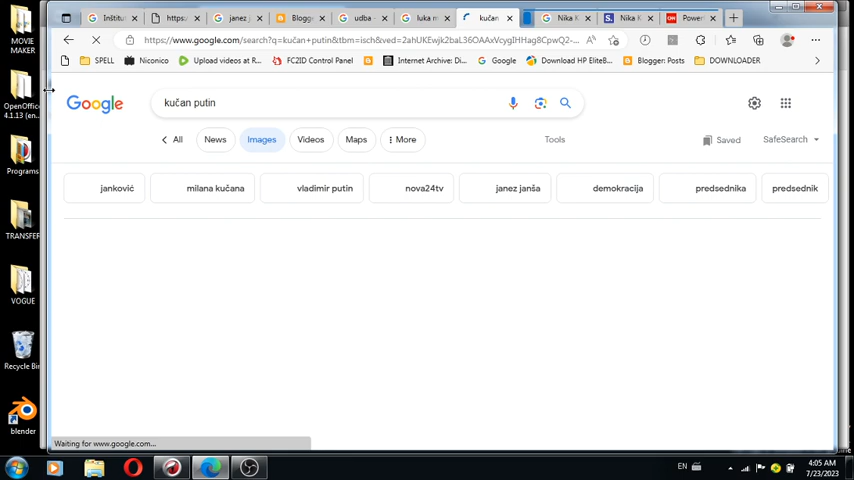 MOVIE
MAKER
OpenOffice
4.1.13 (en...
Programs
TRANSFER
VOGUE
Recycle Bin
blender
Inštitu
https:
janez j
Blogge
udba -
luka m
kučan
Nika K
Nika K
Power
https://www.google.com/search?q=kučan+putin&tbm=isch&ved=2ahUKEwjk2baL36OAAxVcygIHHag8CpwQ2-...
SPELL
Niconico
Upload videos at R...
FC2ID Control Panel
Internet Archive: Di...
Google
Download HP EliteB...
Blogger: Posts
DOWNLOADER
Google
kučan putin
All
News
Images
Videos
Maps
More
Tools
Saved
SafeSearch
janković
milana kučana
vladimir putin
nova24tv
janez janša
demokracija
predsednika
predsednik
Waiting for www.google.com...
EN
4:05 AM
7/23/2023